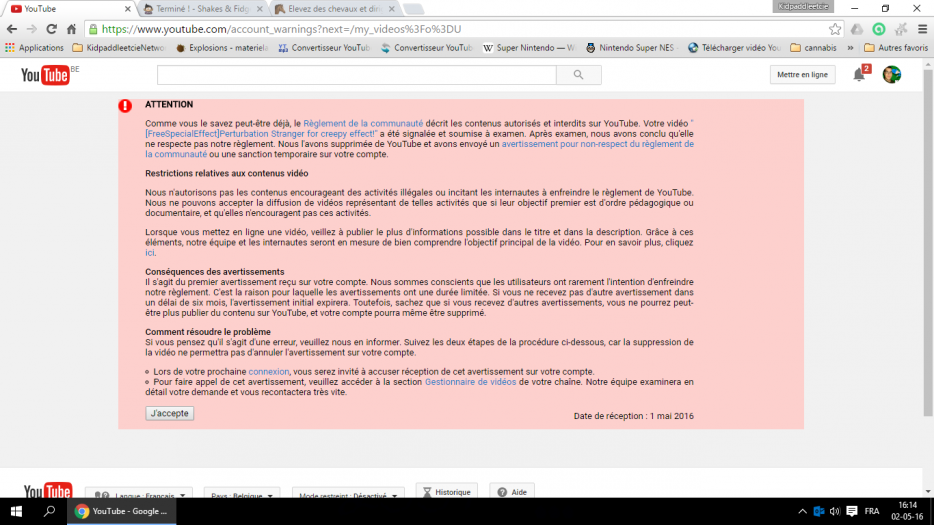 YouTube
Terminé ! - Shakes & Fidg
Elevez des chevaux et diri
Kidpaddleetcie
https://www.youtube.com/account_warnings?next=/my_videos%3Fo%3DU
Applications
KidpaddleetcieNetwo
Explosions - materiel
Convertisseur YouTub
Convertisseur YouTub
Super Nintendo — W
Nintendo Super NES -
Télécharger vidéo You
cannabis
»
Autres favoris
YouTube BE
Mettre en ligne
2
ATTENTION
Comme vous le savez peut-être déjà, le Règlement de la communauté décrit les contenus autorisés et interdits sur YouTube. Votre vidéo "
[FreeSpecialEffect]Perturbation Stranger for creepy effect!" a été signalée et soumise à examen. Après examen, nous avons conclu qu'elle
ne respecte pas notre règlement. Nous l'avons supprimée de YouTube et avons envoyé un avertissement pour non-respect du règlement de
la communauté ou une sanction temporaire sur votre compte.
Restrictions relatives aux contenus vidéo
Nous n'autorisons pas les contenus encourageant des activités illégales ou incitant les internautes à enfreindre le règlement de YouTube.
Nous ne pouvons accepter la diffusion de vidéos représentant de telles activités que si leur objectif premier est d'ordre pédagogique ou
documentaire, et qu'elles n'encouragent pas ces activités.
Lorsque vous mettez en ligne une vidéo, veillez à publier le plus d'informations possible dans le titre et dans la description. Grâce à ces
éléments, notre équipe et les internautes seront en mesure de bien comprendre l'objectif principal de la vidéo. Pour en savoir plus, cliquez
ici.
Conséquences des avertissements
Il s'agit du premier avertissement reçu sur votre compte. Nous sommes conscients que les utilisateurs ont rarement l'intention d'enfreindre
notre règlement. C'est la raison pour laquelle les avertissements ont une durée limitée. Si vous ne recevez pas d'autre avertissement dans
un délai de six mois, l'avertissement initial expirera. Toutefois, sachez que si vous recevez d'autres avertissements, vous ne pourrez peut-
être plus publier du contenu sur YouTube, et votre compte pourra même être supprimé.
Comment résoudre le problème
Si vous pensez qu'il s'agit d'une erreur, veuillez nous en informer. Suivez les deux étapes de la procédure ci-dessous, car la suppression de
la vidéo ne permettra pas d'annuler l'avertissement sur votre compte.
Lors de votre prochaine connexion, vous serez invité à accuser réception de cet avertissement sur votre compte.
Pour faire appel de cet avertissement, veuillez accéder à la section Gestionnaire de vidéos de votre chaîne. Notre équipe examinera en
détail votre demande et vous recontactera très vite.
J'accepte
Date de réception : 1 mai 2016
YouTube
Langue : Français
Pays : Belgique
Mode restreint : Désactivé
Historique
Aide
YouTube - Google ...
FRA
16:14
02-05-16